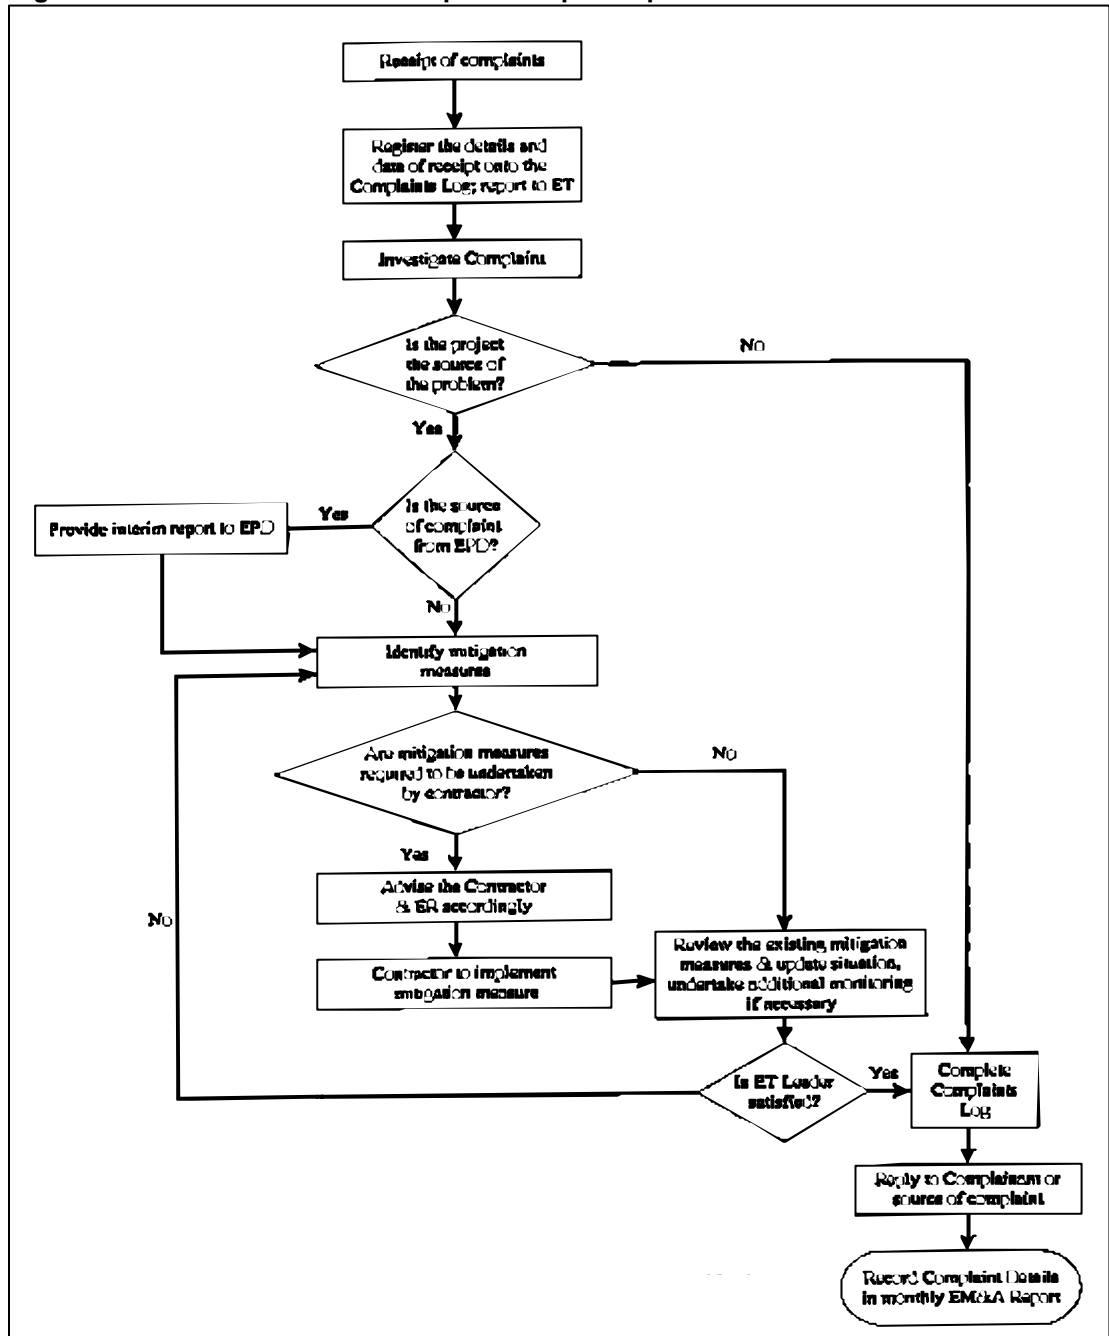 Receipt of complaints
Register the details and
date of receipt onto the
Complaints Log; report to ET
Investigate Complaint
Is the project
the source of
the problem?
No
Yes
Is the source
of complaint
from EPD?
Yes
Provide interim report to EPD
No
Identify mitigation
measures
Are mitigation measures
required to be undertaken
by contractor?
No
Yes
Advise the Contractor
& ER accordingly
No
Contractor to implement
mitigation measure
Review the existing mitigation
measures & update situation,
undertake additional monitoring
if necessary
Is ET Leader
satisfied?
Yes
Complete
Complaints
Log
Reply to Complainant or
source of complaint
Record Complaint Details
in monthly EM&A Report